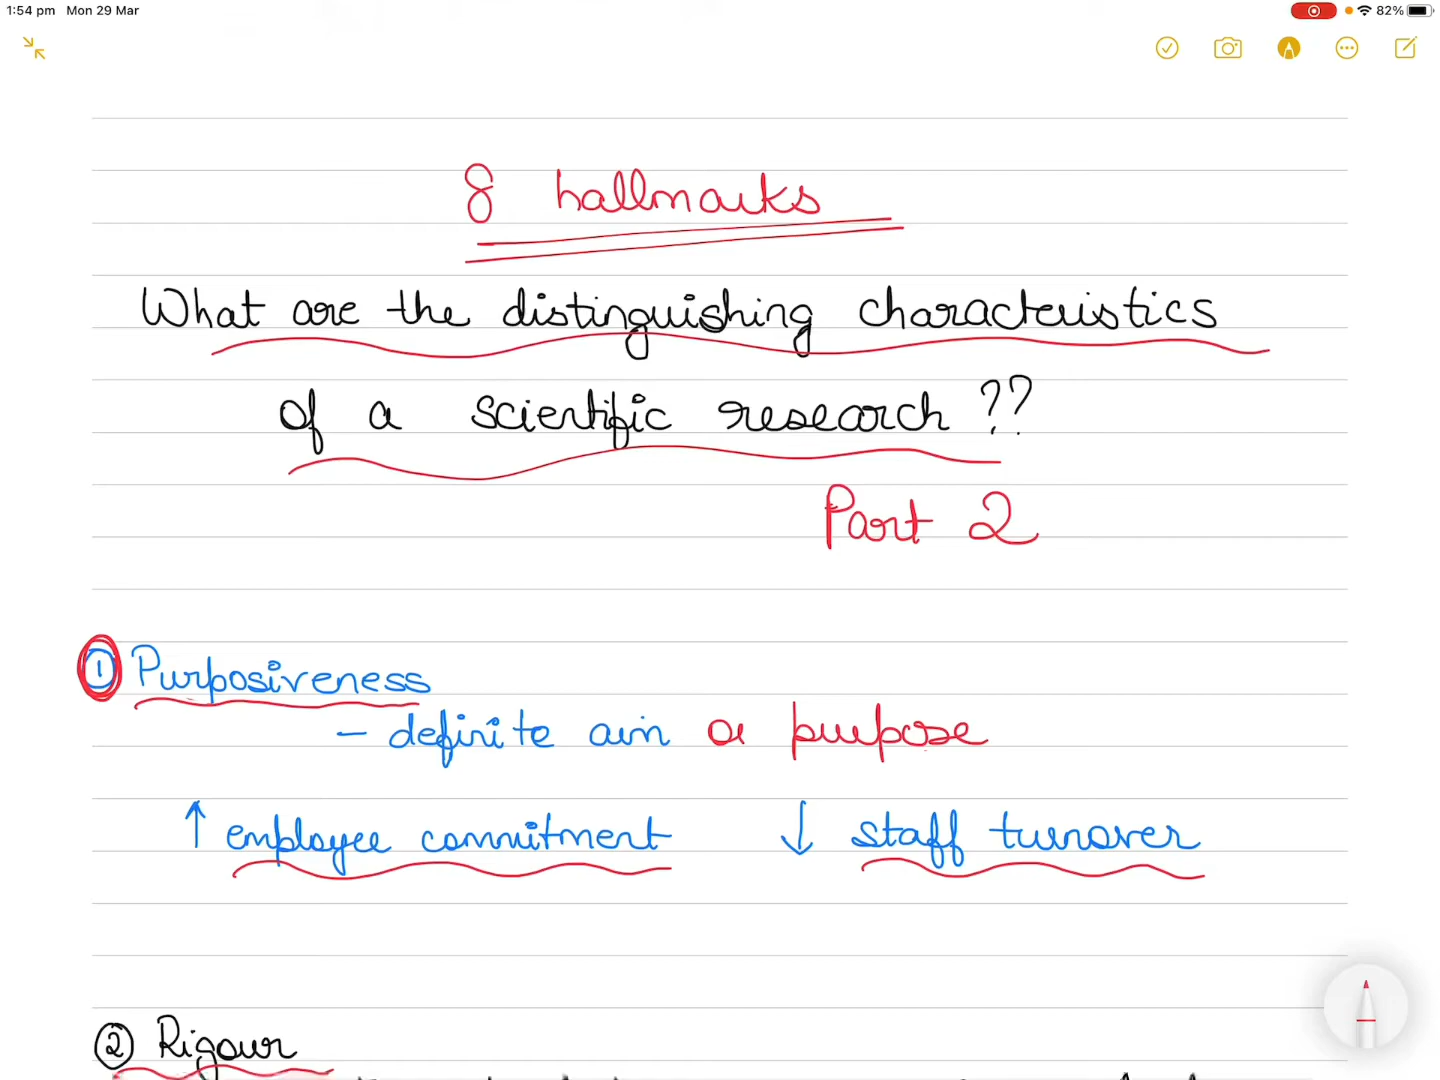 1:54 pm Mon 29 Mar 82%
8 hallmarks
What are the distinguishing characteristics
of a scientific research ??
Part 2
① Purposiveness
- definite aim or purpose
↑ employee commitment ↓ staff turnover
② Rigour